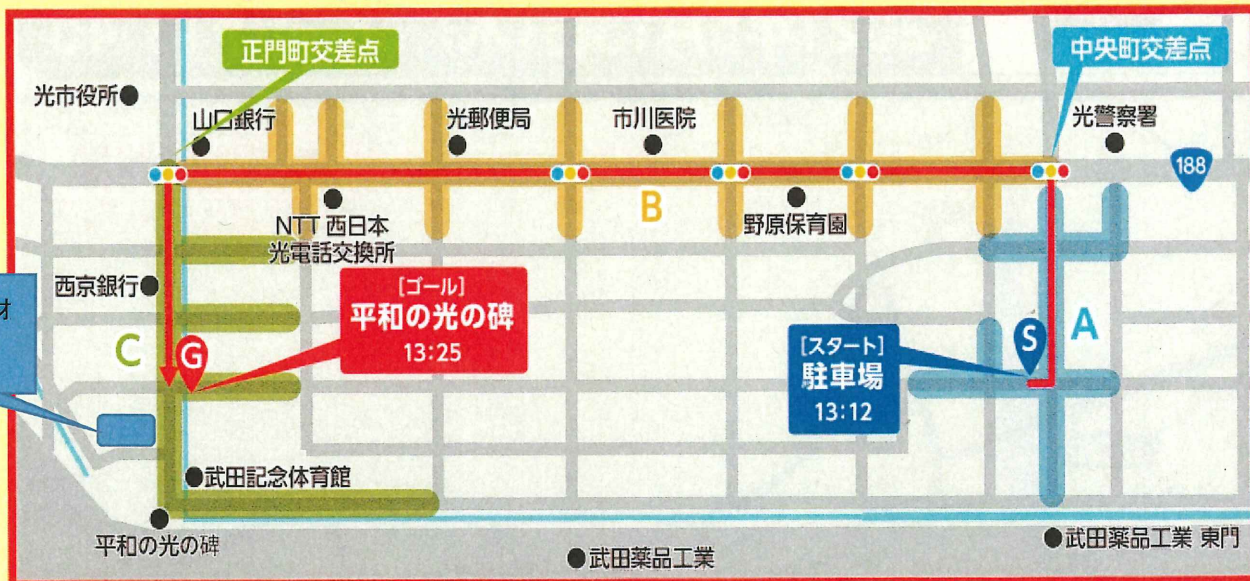 正門町交差点
中央町交差点
光市役所
山口銀行
光郵便局
市川医院
光警察署
188
B
NTT 西日本
光電話交換所
野原保育園
西京銀行
材
[ゴール]
平和の光の碑
13:25
C
G
[スタート]
駐車場
13:12
S
A
武田記念体育館
平和の光の碑
武田薬品工業
武田薬品工業 東門